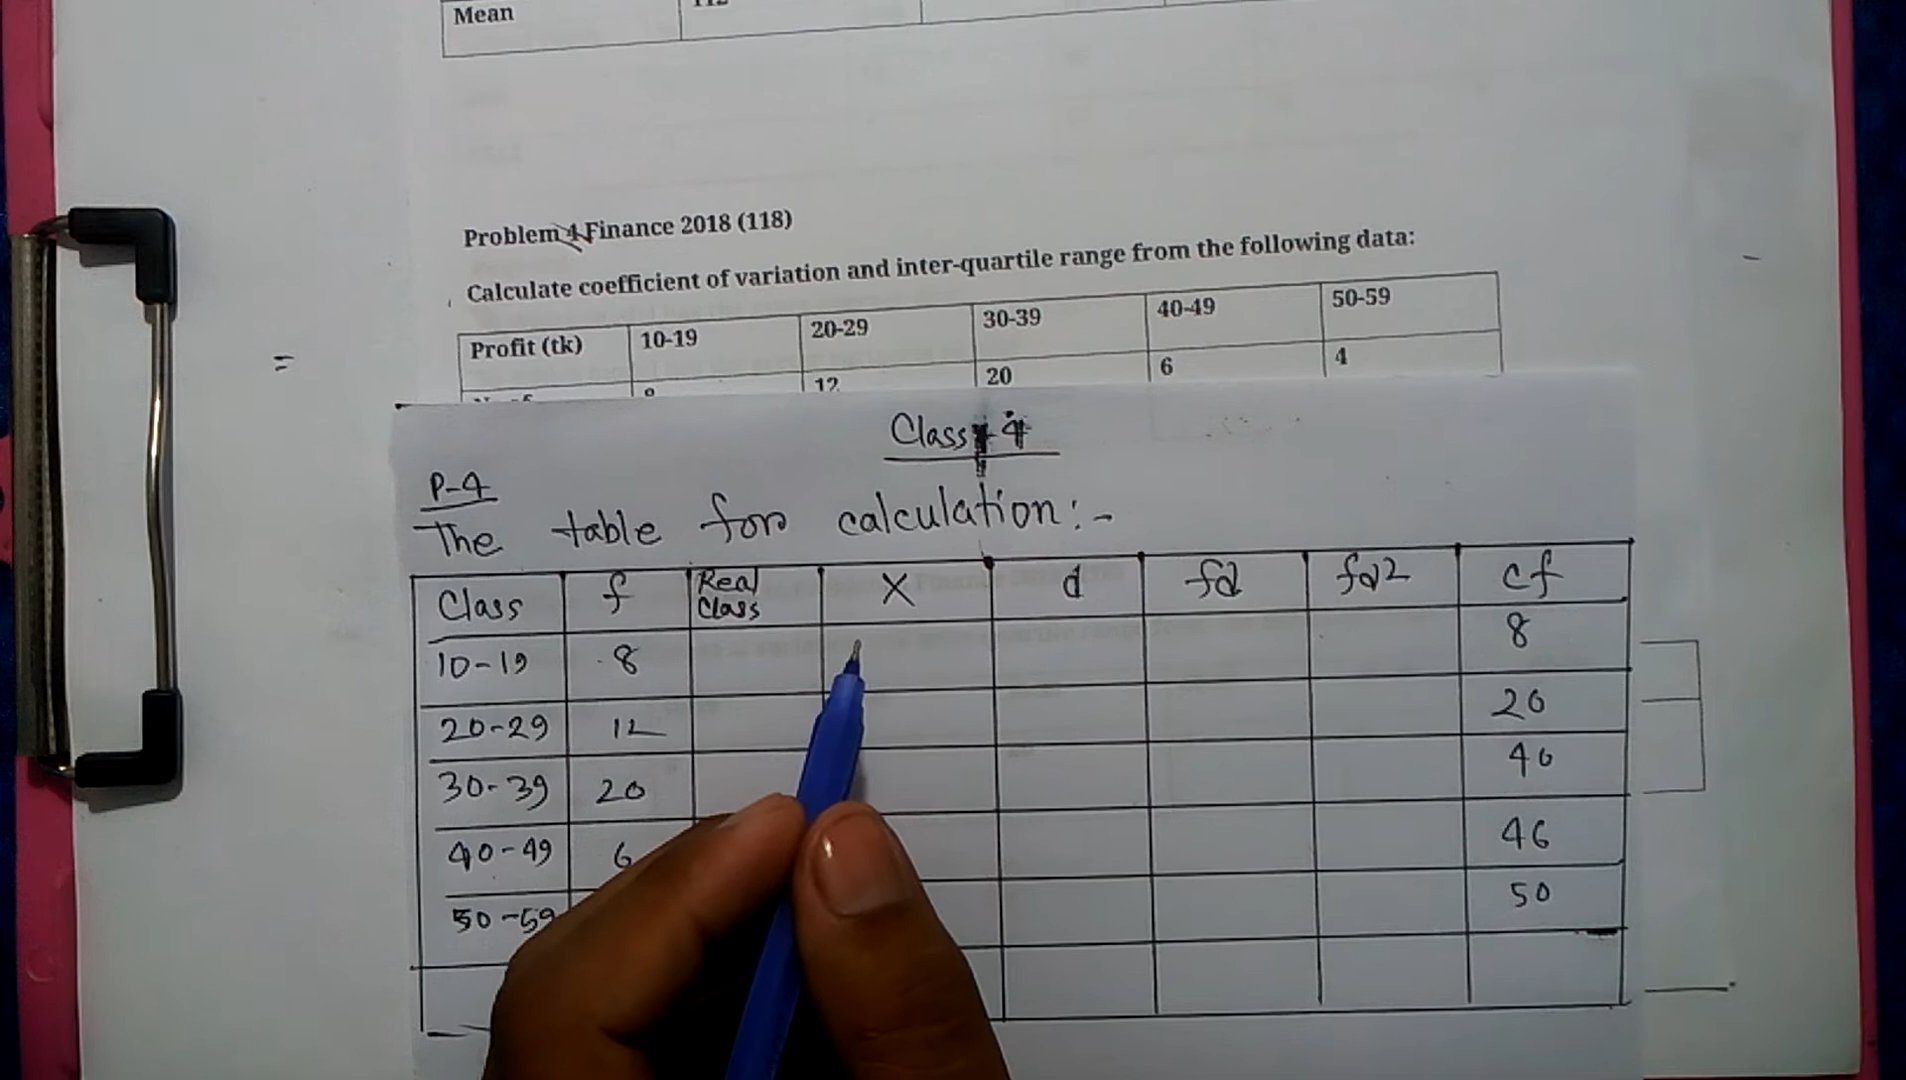 Mean
Problem 4 Finance 2018 (118)
Calculate coefficient of variation and inter-quartile range from the following data:
Profit (tk) 10-19 20-29 30-39 40-49 50-59
12 20 6 4
Class 4
P-4
The table for calculation:-
Class f Real Class X d fd fd2 cf
10-19 8 8
20-29 12 20
30-39 20 40
40-49 6 46
50-59 50